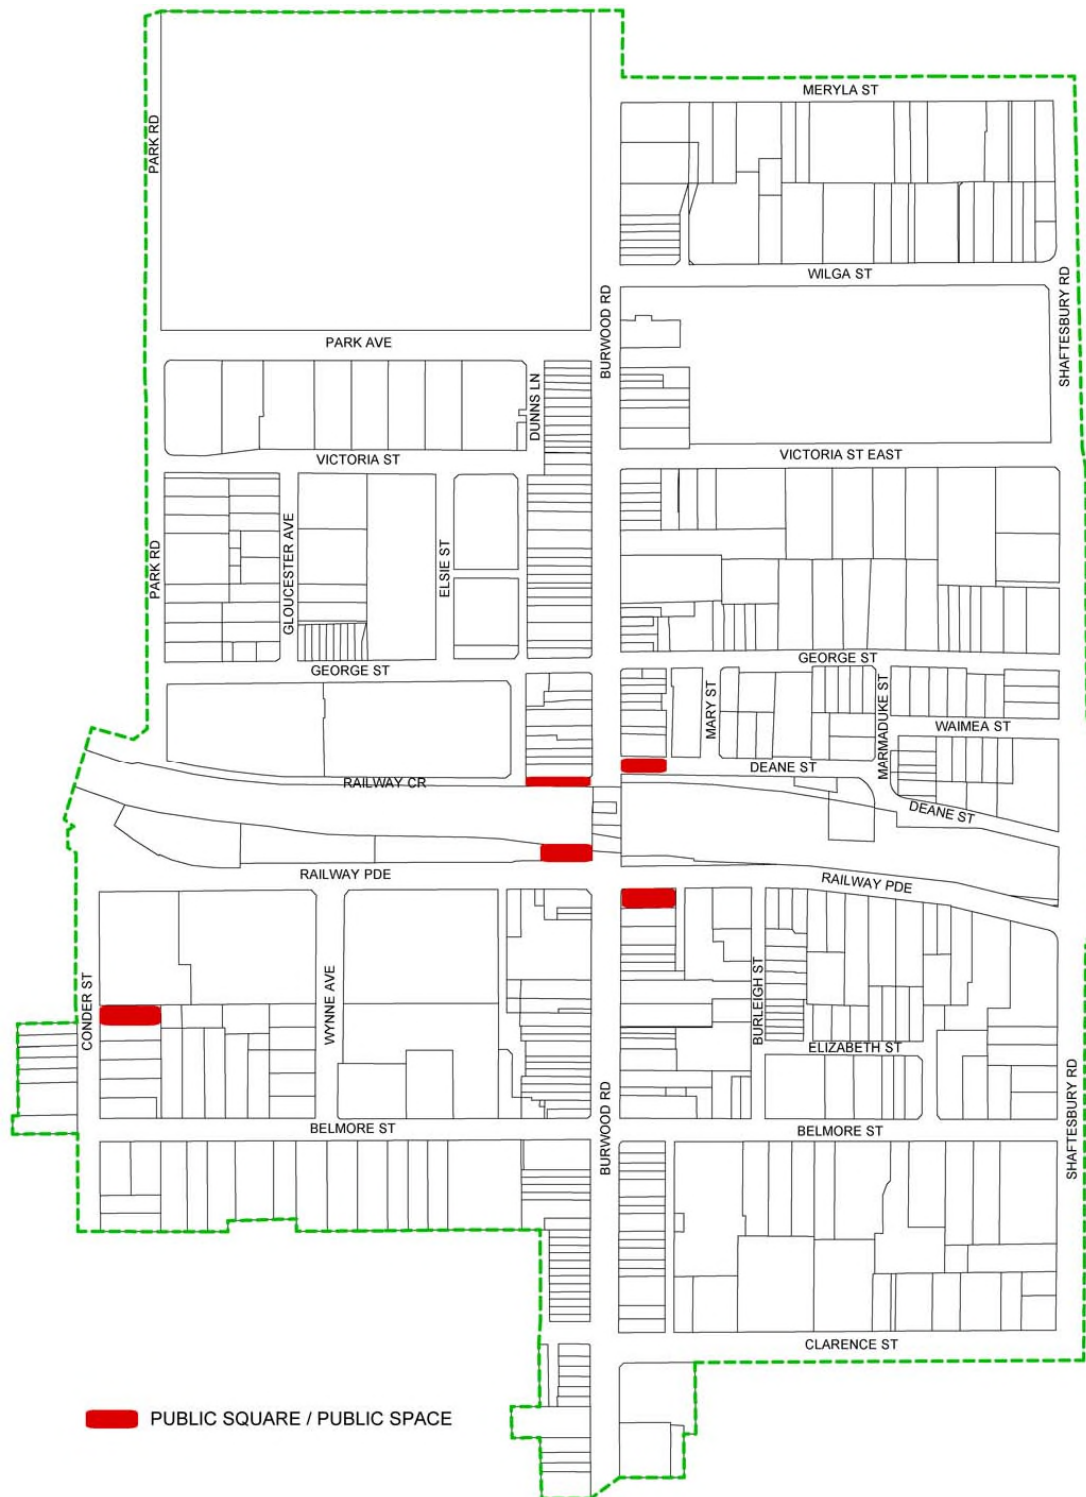 MERYLA ST
PARK RD
WILGA ST
BURWOOD RD
SHAFTESBURY RD
PARK AVE
DUNNS LN
VICTORIA ST
VICTORIA ST EAST
PARK RD
GLOUCESTER AVE
ELSIE ST
GEORGE ST
GEORGE ST
MARY ST
MARMADUKE ST
WAIMEA ST
DEANE ST
RAILWAY CR
DEANE ST
RAILWAY PDE
RAILWAY PDE
CONDER ST
WYNNE AVE
BURLEIGH ST
ELIZABETH ST
BELMORE ST
BURWOOD RD
BELMORE ST
SHAFTESBURY RD
CLARENCE ST
PUBLIC SQUARE / PUBLIC SPACE